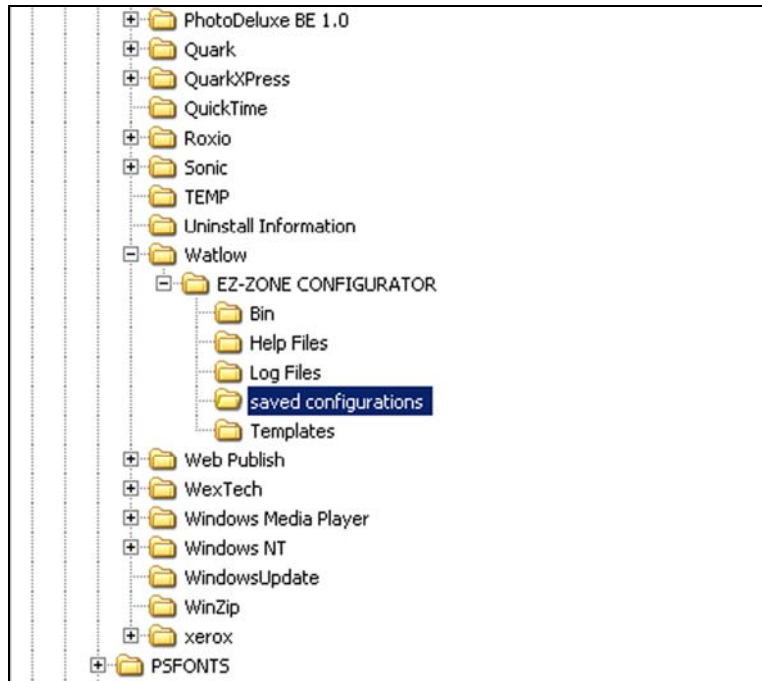 PhotoDeluxe BE 1.0
Quark
QuarkXPress
QuickTime
Roxio
Sonic
TEMP
Uninstall Information
Watlow
EZ-ZONE CONFIGURATOR
Bin
Help Files
Log Files
saved configurations
Templates
Web Publish
WexTech
Windows Media Player
Windows NT
WindowsUpdate
WinZip
xerox
PSFONTS